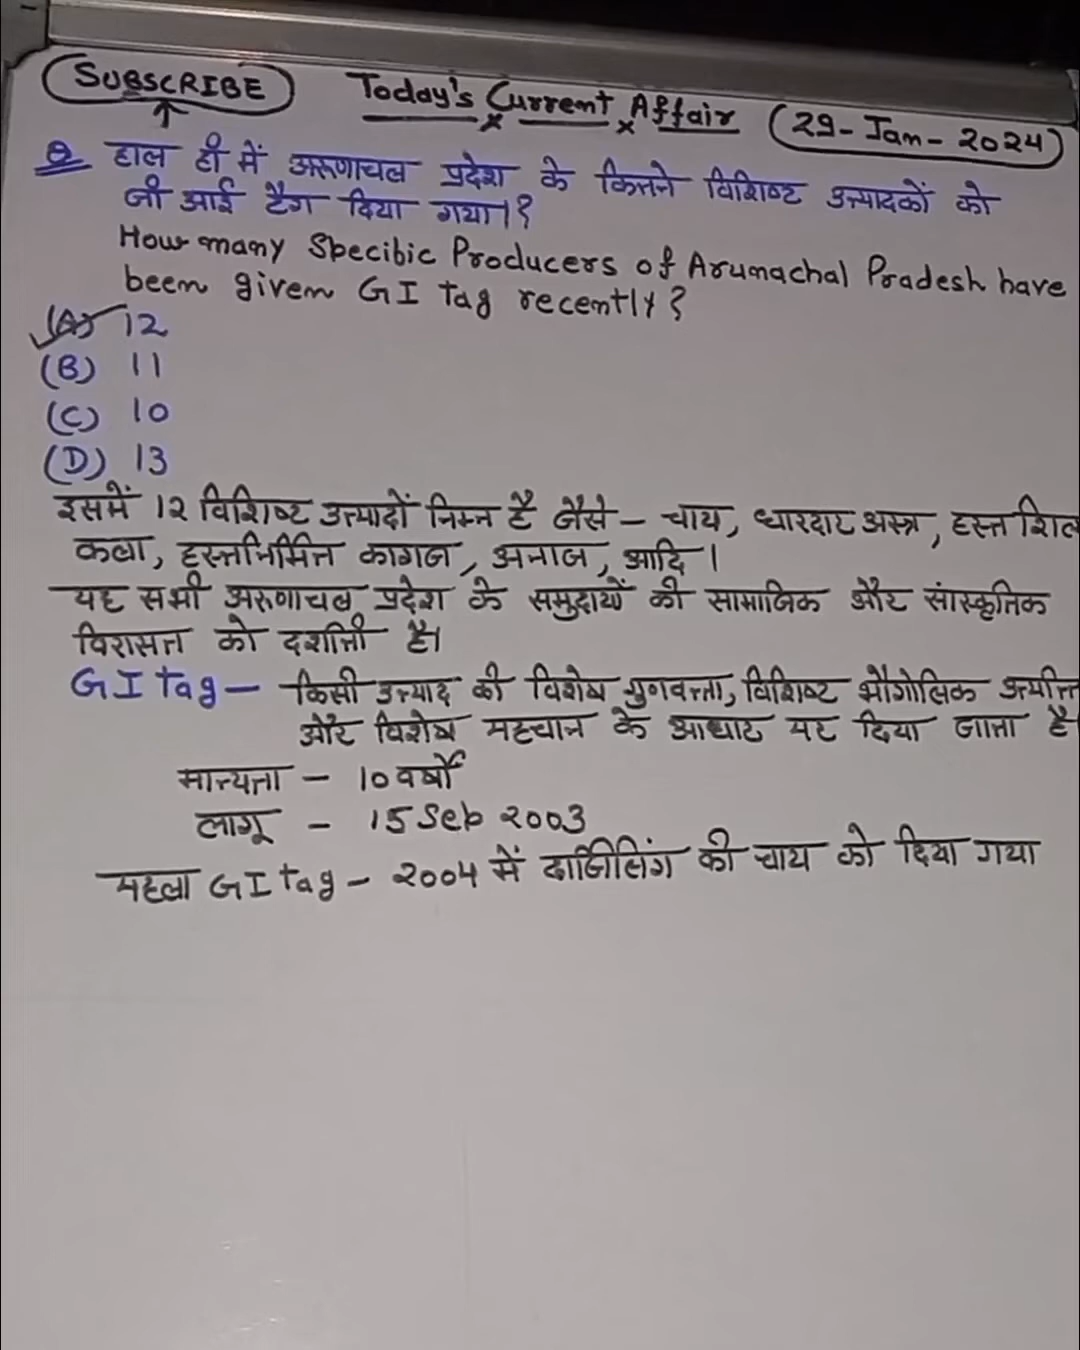 SUBSCRIBE Today's Current Affair (29-Jan-2024)
Q हाल ही में अरूणाचल प्रदेश के कितने विशिष्ट उत्पादकों को
जी आई टैग दिया गया।?
How many Specibic Producers of Arunachal Pradesh have
been given GI tag recently?
(A) 12
(B) 11
(C) 10
(D) 13
इसमें 12 विशिष्ट उत्पादों निम्न है जैसे - चाय, धारदार अस्त्र, हस्त शिल
कला, हस्तनिर्मित कागज, अनाज, आदि।
यह सभी अरूणाचल प्रदेश के समुदायों की सामाजिक और सांस्कृतिक
विरासत को दर्शाती है।
GI tag - किसी उत्पाद की विशेष गुणवत्ता, विशिष्ट भौगोलिक उत्पत्ति
और विशेष पहचान के आधार पर दिया जाता है
मान्यता - 10 वर्षों
लागू - 15 Seb 2003
पहला GI tag - 2004 में दार्जिलिंग की चाय को दिया गया